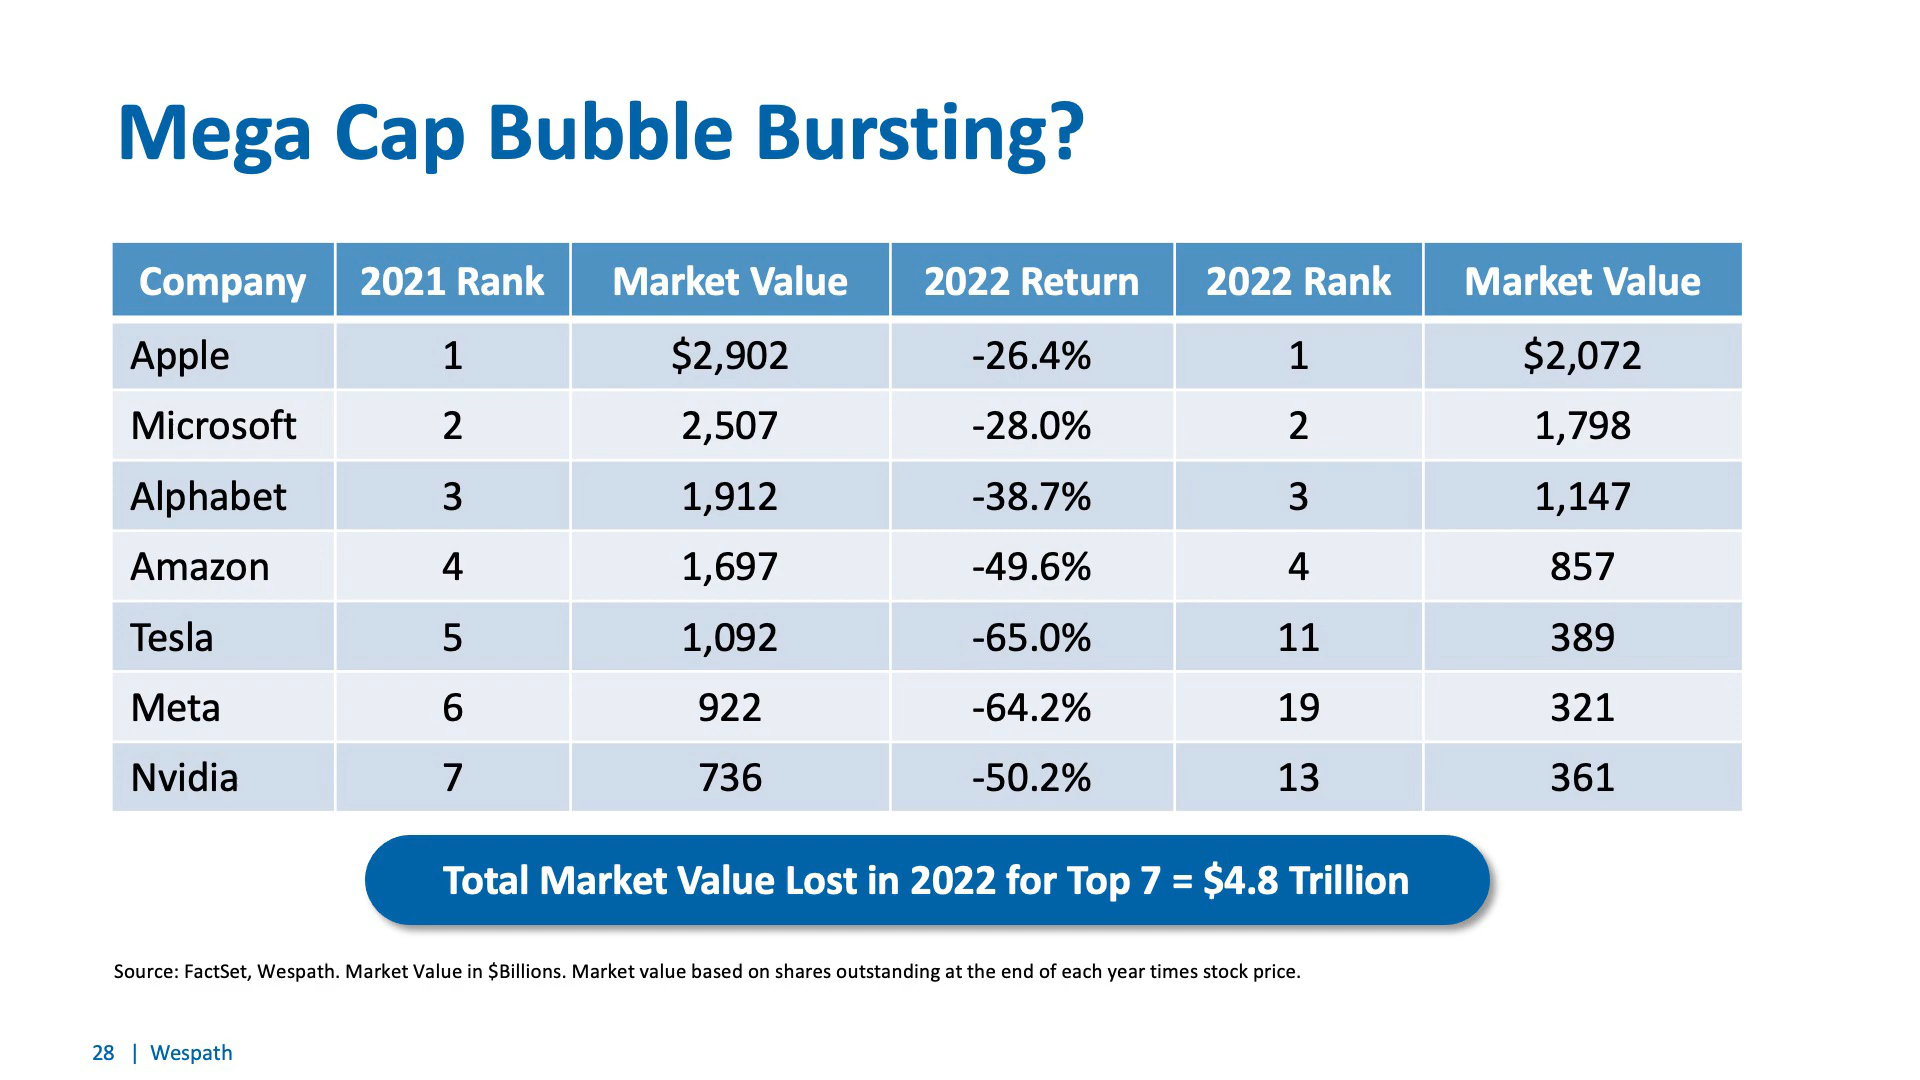 Mega Cap Bubble Bursting?
Company 2021 Rank Market Value 2022 Return 2022 Rank Market Value
Apple 1 $2,902 -26.4% 1 $2,072
Microsoft 2 2,507 -28.0% 2 1,798
Alphabet 3 1,912 -38.7% 3 1,147
Amazon 4 1,697 -49.6% 4 857
Tesla 5 1,092 -65.0% 11 389
Meta 6 922 -64.2% 19 321
Nvidia 7 736 -50.2% 13 361
Total Market Value Lost in 2022 for Top 7 = $4.8 Trillion
Source: FactSet, Wespath. Market Value in $Billions. Market value based on shares outstanding at the end of each year times stock price.
28 | Wespath